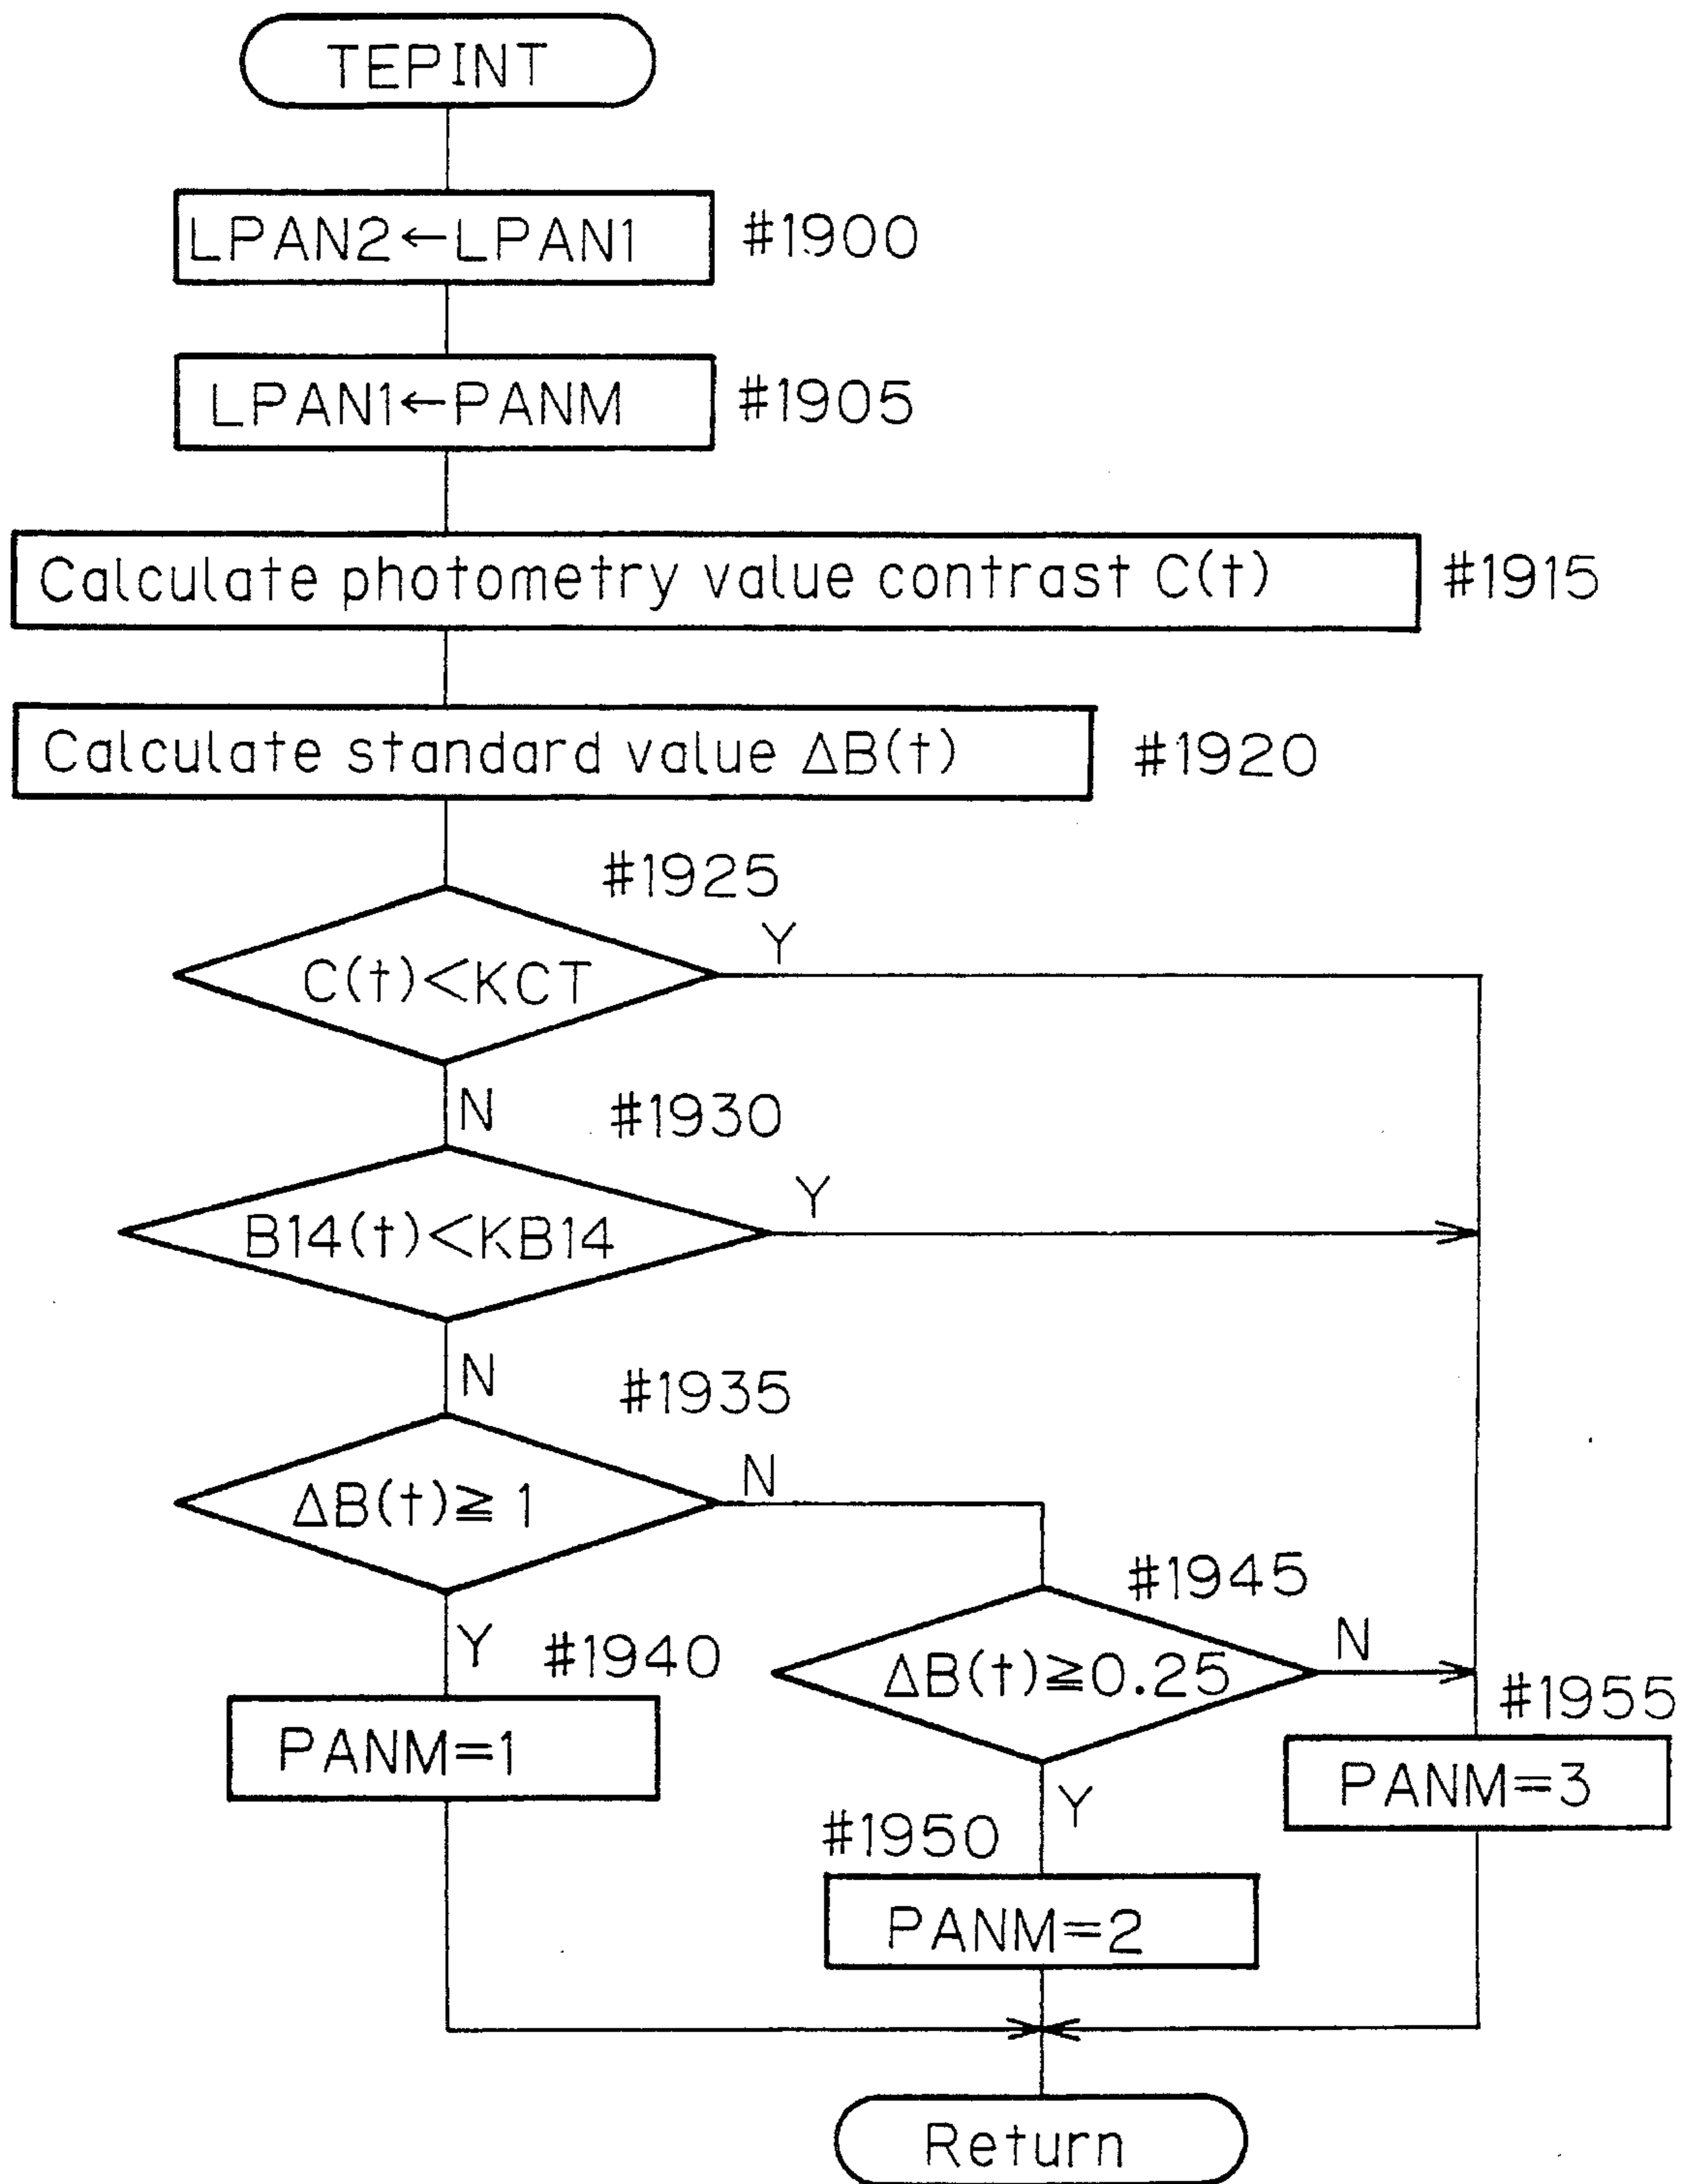 TEPINT
LPAN2←LPAN1 #1900
LPAN1←PANM #1905
Calculate photometry value contrast C(t) #1915
Calculate standard value ΔB(t) #1920
#1925
C(t)<KCT Y
N #1930
B14(t)<KB14 Y
N #1935
ΔB(t)≧1 N
#1945
ΔB(t)≧0.25 N
Y #1940
PANM=1
#1955
PANM=3
Y
#1950
PANM=2
Return